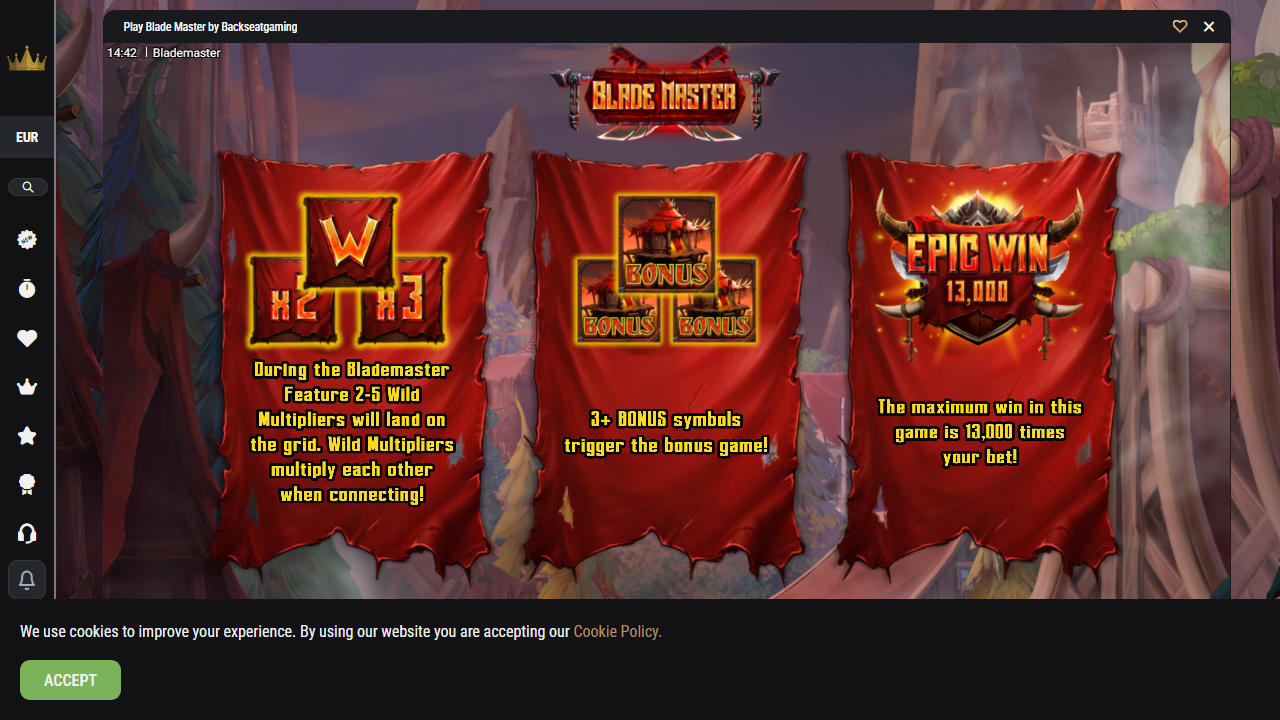 Play Blade Master by Backseatgaming
14:42 | Blademaster
BLADE MASTER
EUR
NEW
W
x2 x3
During the Blademaster
Feature 2-5 Wild
Multipliers will land on
the grid. Wild Multipliers
multiply each other
when connecting!
BONUS
BONUS BONUS
3+ BONUS symbols
trigger the bonus game!
EPIC WIN
13,000
The maximum win in this
game is 13,000 times
your bet!
We use cookies to improve your experience. By using our website you are accepting our Cookie Policy.
ACCEPT